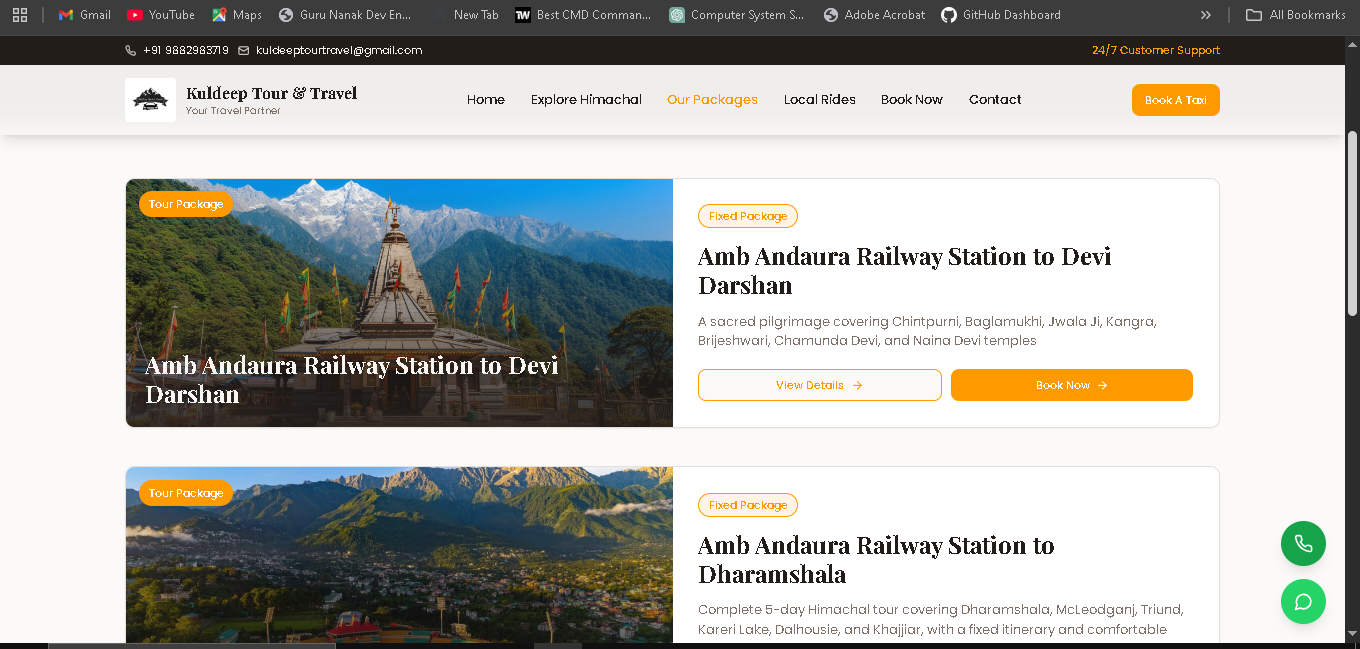 Gmail
YouTube
Maps
Guru Nanak Dev En...
New Tab
TW Best CMD Comman...
Computer System S...
Adobe Acrobat
GitHub Dashboard
All Bookmarks
+91 9882983719
kuldeeptourtravel@gmail.com
24/7 Customer Support
Kuldeep Tour & Travel
Your Travel Partner
Home
Explore Himachal
Our Packages
Local Rides
Book Now
Contact
Book A Taxi
Tour Package
Amb Andaura Railway Station to Devi
Darshan
Fixed Package
Amb Andaura Railway Station to Devi
Darshan
A sacred pilgrimage covering Chintpurni, Baglamukhi, Jwala Ji, Kangra,
Brijeshwari, Chamunda Devi, and Naina Devi temples
View Details
Book Now
Tour Package
Fixed Package
Amb Andaura Railway Station to
Dharamshala
Complete 5-day Himachal tour covering Dharamshala, McLeodganj, Triund,
Kareri Lake, Dalhousie, and Khajjiar, with a fixed itinerary and comfortable